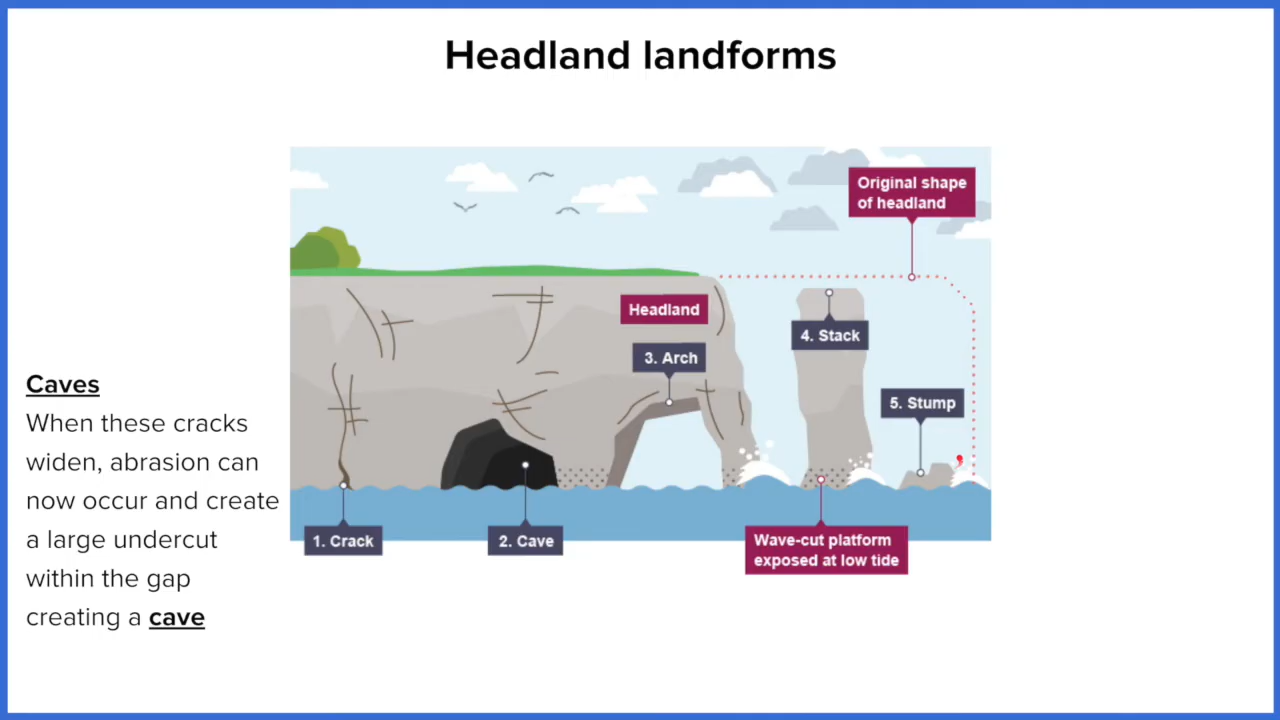 Headland landforms
Original shape
of headland
Headland
4. Stack
3. Arch
5. Stump
Caves
When these cracks
widen, abrasion can
now occur and create
a large undercut
within the gap
creating a cave
1. Crack
2. Cave
Wave-cut platform
exposed at low tide